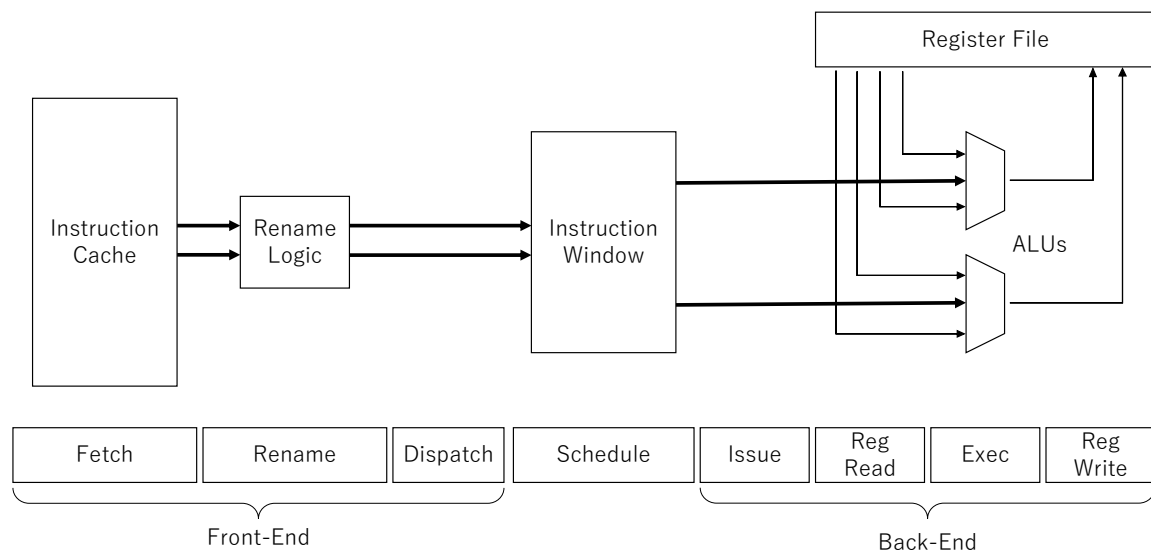 Register File
Instruction
Cache
Rename
Logic
Instruction
Window
ALUs
Fetch
Rename
Dispatch
Schedule
Issue
Reg
Read
Exec
Reg
Write
Front-End
Back-End